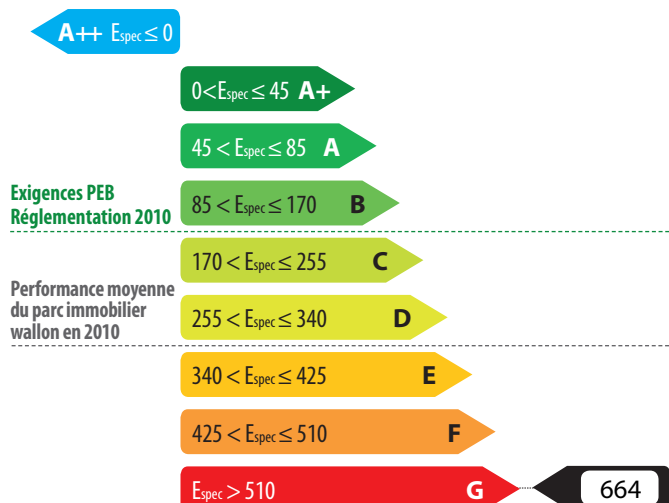 A++ Espec ≤ 0
0<Espec ≤ 45 A+
45 < Espec ≤ 85 A
Exigences PEB
Réglementation 2010
85 < Espec ≤ 170 B
170 < Espec ≤ 255 C
Performance moyenne
du parc immobilier
wallon en 2010
255 < Espec ≤ 340 D
340 < Espec ≤ 425 E
425 < Espec ≤ 510 F
Espec > 510 G 664